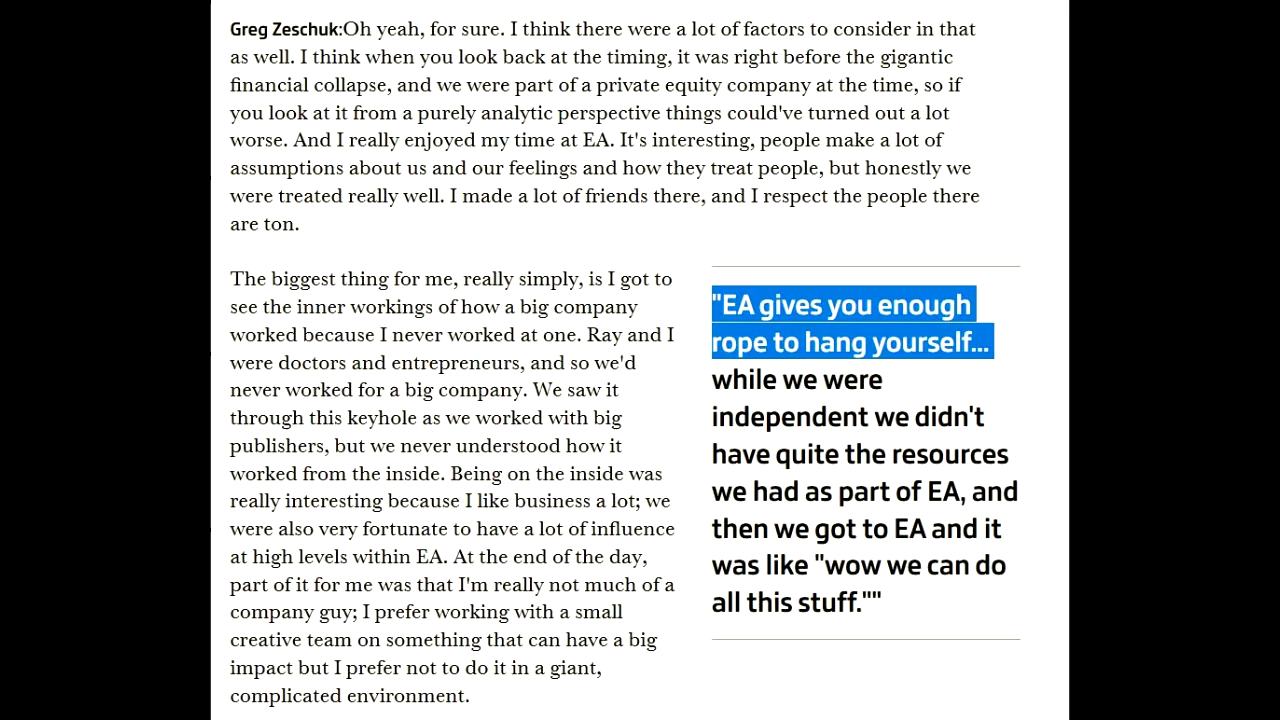 Greg Zeschuk:Oh yeah, for sure. I think there were a lot of factors to consider in that
as well. I think when you look back at the timing, it was right before the gigantic
financial collapse, and we were part of a private equity company at the time, so if
you look at it from a purely analytic perspective things could've turned out a lot
worse. And I really enjoyed my time at EA. It's interesting, people make a lot of
assumptions about us and our feelings and how they treat people, but honestly we
were treated really well. I made a lot of friends there, and I respect the people there
are ton.
The biggest thing for me, really simply, is I got to
see the inner workings of how a big company
worked because I never worked at one. Ray and I
were doctors and entrepreneurs, and so we'd
never worked for a big company. We saw it
through this keyhole as we worked with big
publishers, but we never understood how it
worked from the inside. Being on the inside was
really interesting because I like business a lot; we
were also very fortunate to have a lot of influence
at high levels within EA. At the end of the day,
part of it for me was that I'm really not much of a
company guy; I prefer working with a small
creative team on something that can have a big
impact but I prefer not to do it in a giant,
complicated environment.
"EA gives you enough
rope to hang yourself...
while we were
independent we didn't
have quite the resources
we had as part of EA, and
then we got to EA and it
was like "wow we can do
all this stuff.""